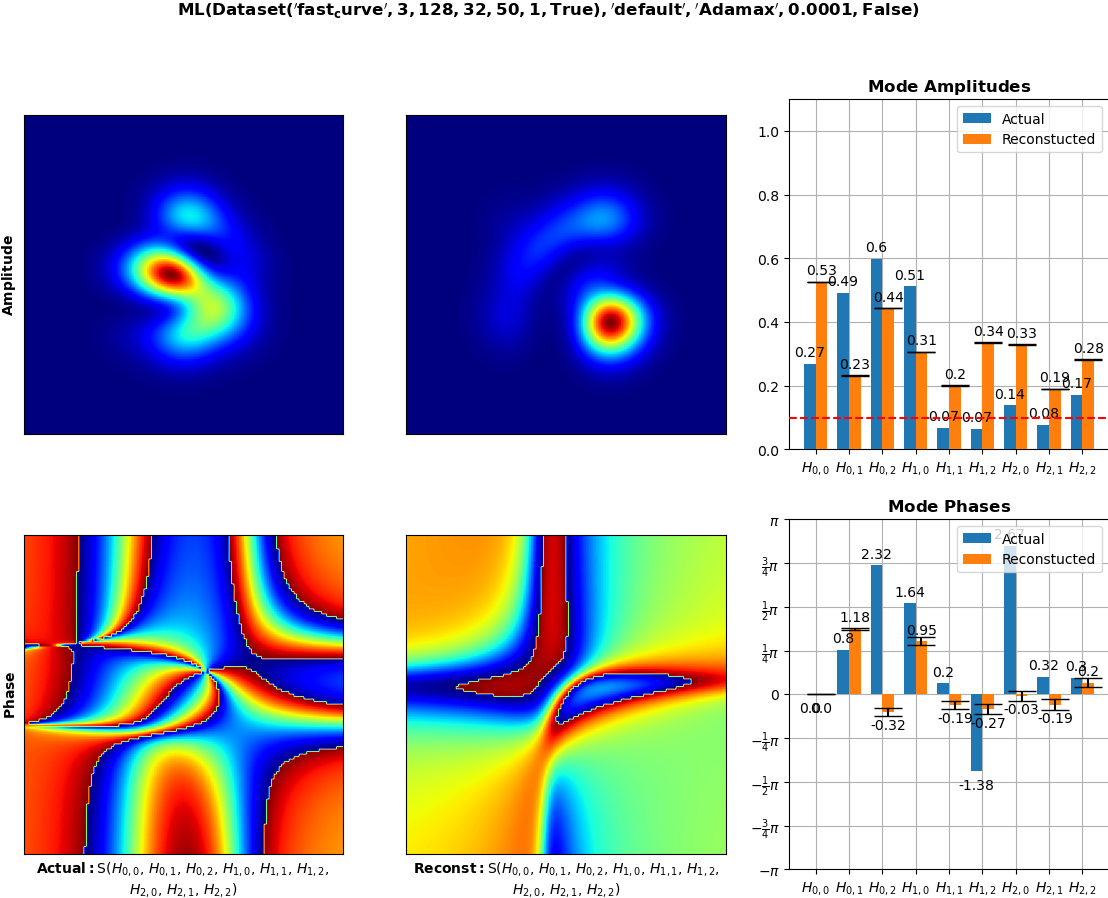 ML(Dataset('fast_curve', 3, 128, 32, 50, 1, True), 'default', 'Adamax', 0.0001, False)
Amplitude
Mode Amplitudes
Actual
Reconstucted
1.0
0.8
0.6
0.4
0.2
0.0
0.27
0.53
0.49
0.23
0.6
0.44
0.51
0.31
0.07
0.2
0.07
0.34
0.14
0.33
0.08
0.19
0.17
0.28
H0,0 H0,1 H0,2 H1,0 H1,1 H1,2 H2,0 H2,1 H2,2
Phase
Mode Phases
Actual
Reconstucted
π
3/4π
1/2π
1/4π
0
−1/4π
−1/2π
−3/4π
−π
0.0
0.0
0.8
1.18
2.32
-0.32
1.64
0.95
0.2
-0.19
-1.38
-0.27
2.67
-0.03
0.32
-0.19
0.3
0.2
H0,0 H0,1 H0,2 H1,0 H1,1 H1,2 H2,0 H2,1 H2,2
Actual: S(H0,0, H0,1, H0,2, H1,0, H1,1, H1,2,
H2,0, H2,1, H2,2)
Reconst: S(H0,0, H0,1, H0,2, H1,0, H1,1, H1,2,
H2,0, H2,1, H2,2)